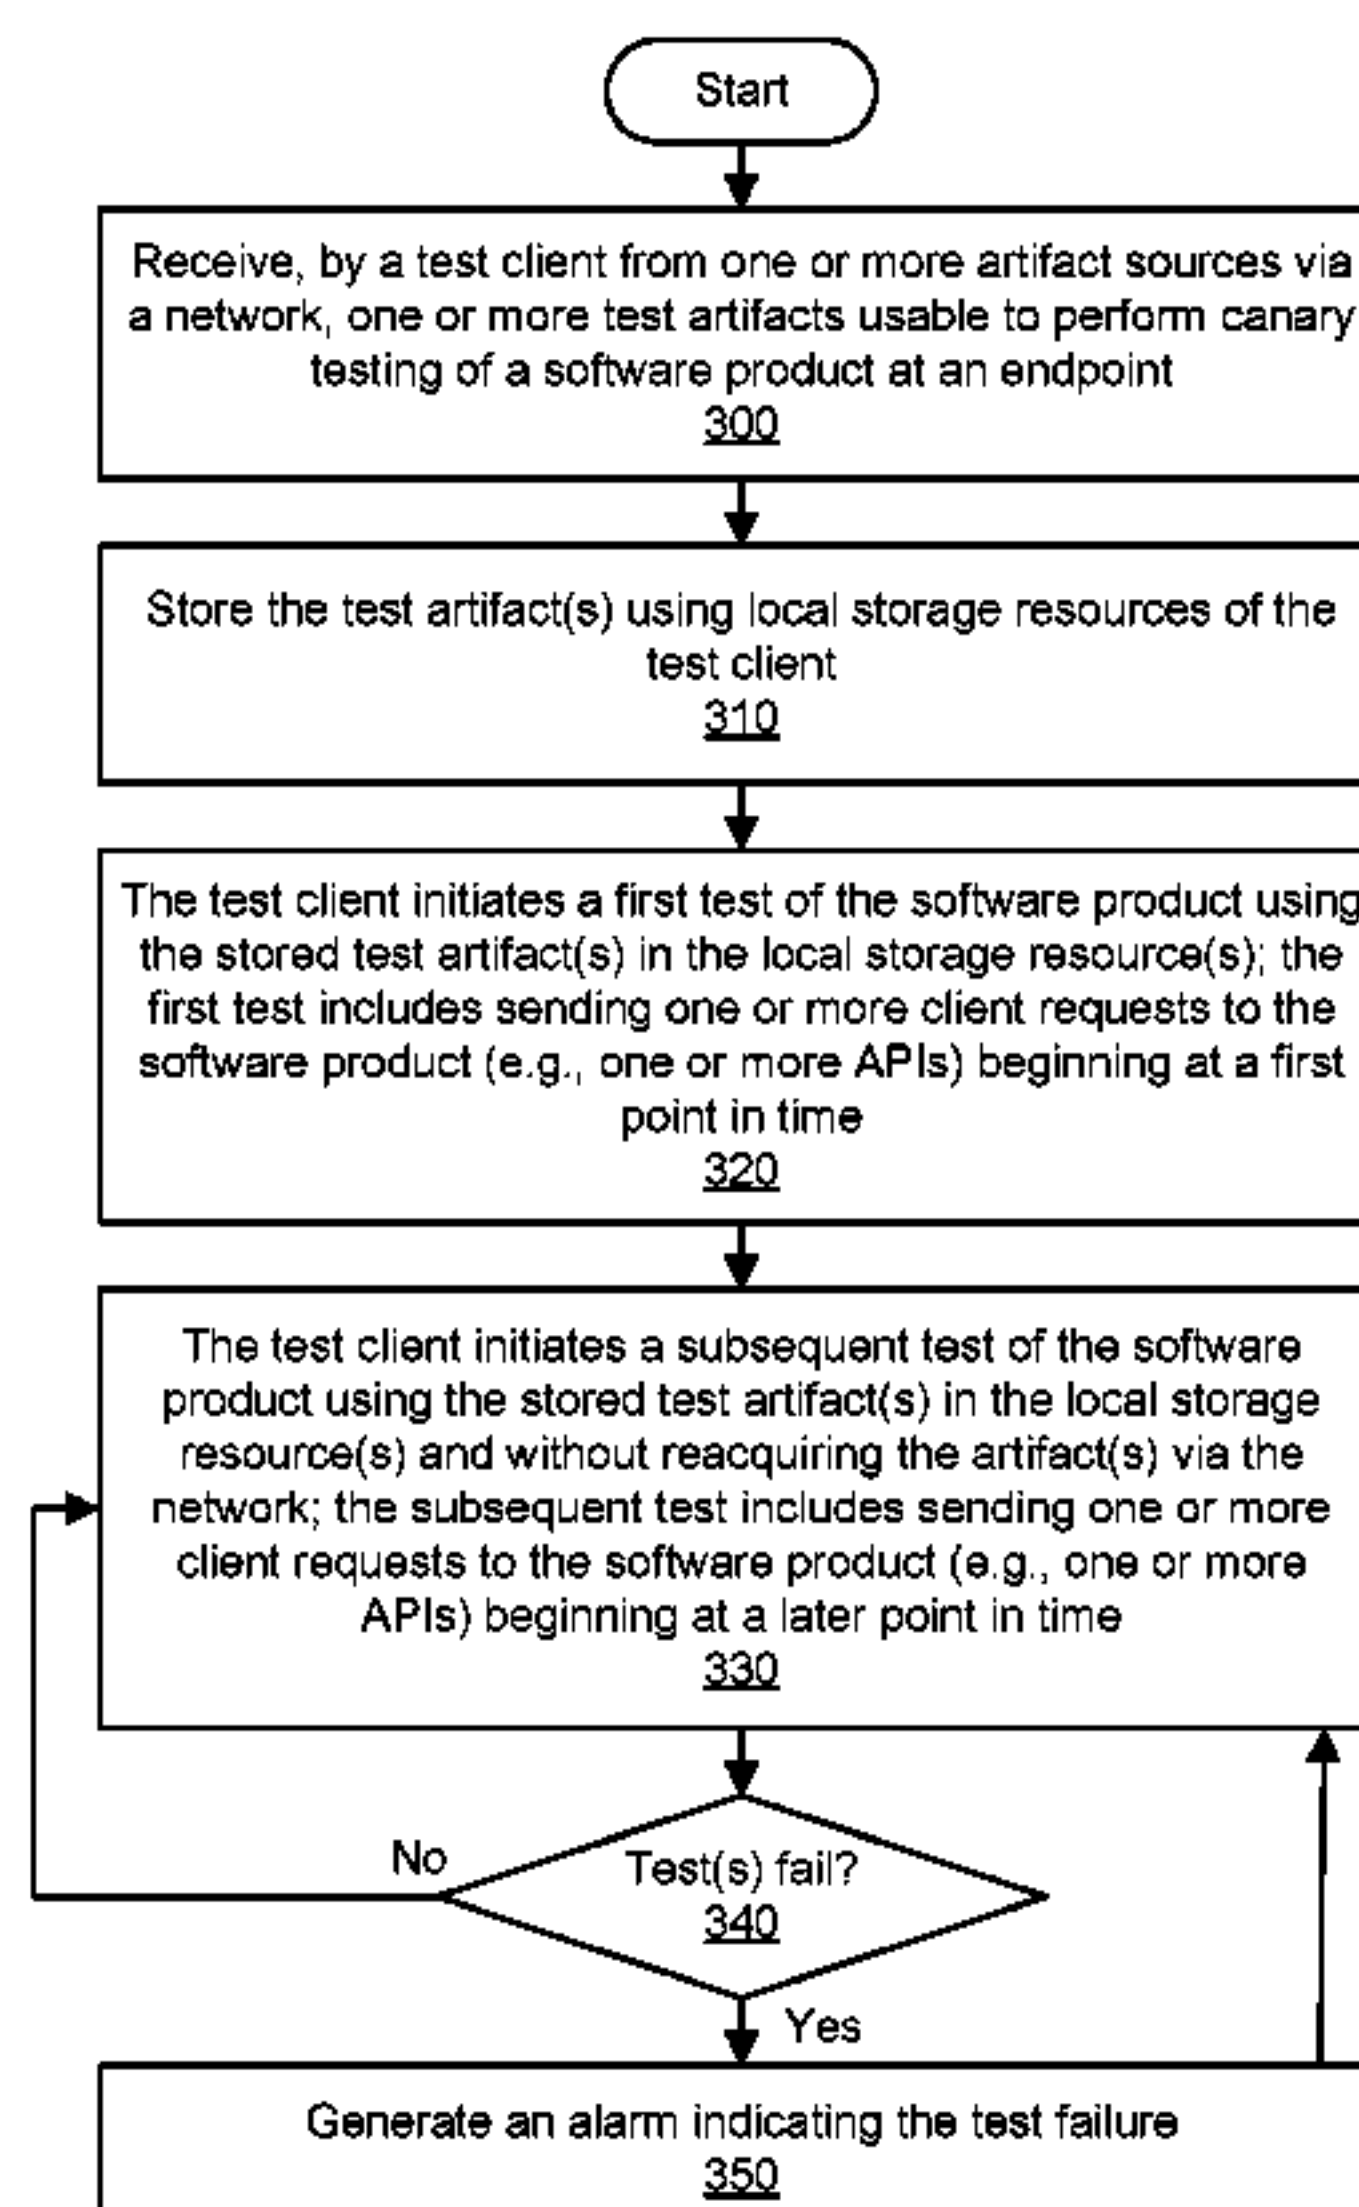 Start
Receive, by a test client from one or more artifact sources via
a network, one or more test artifacts usable to perform canary
testing of a software product at an endpoint
300
Store the test artifact(s) using local storage resources of the
test client
310
The test client initiates a first test of the software product using
the stored test artifact(s) in the local storage resource(s); the
first test includes sending one or more client requests to the
software product (e.g., one or more APIs) beginning at a first
point in time
320
The test client initiates a subsequent test of the software
product using the stored test artifact(s) in the local storage
resource(s) and without reacquiring the artifact(s) via the
network; the subsequent test includes sending one or more
client requests to the software product (e.g., one or more
APIs) beginning at a later point in time
330
No
Test(s) fail?
340
Yes
Generate an alarm indicating the test failure
350